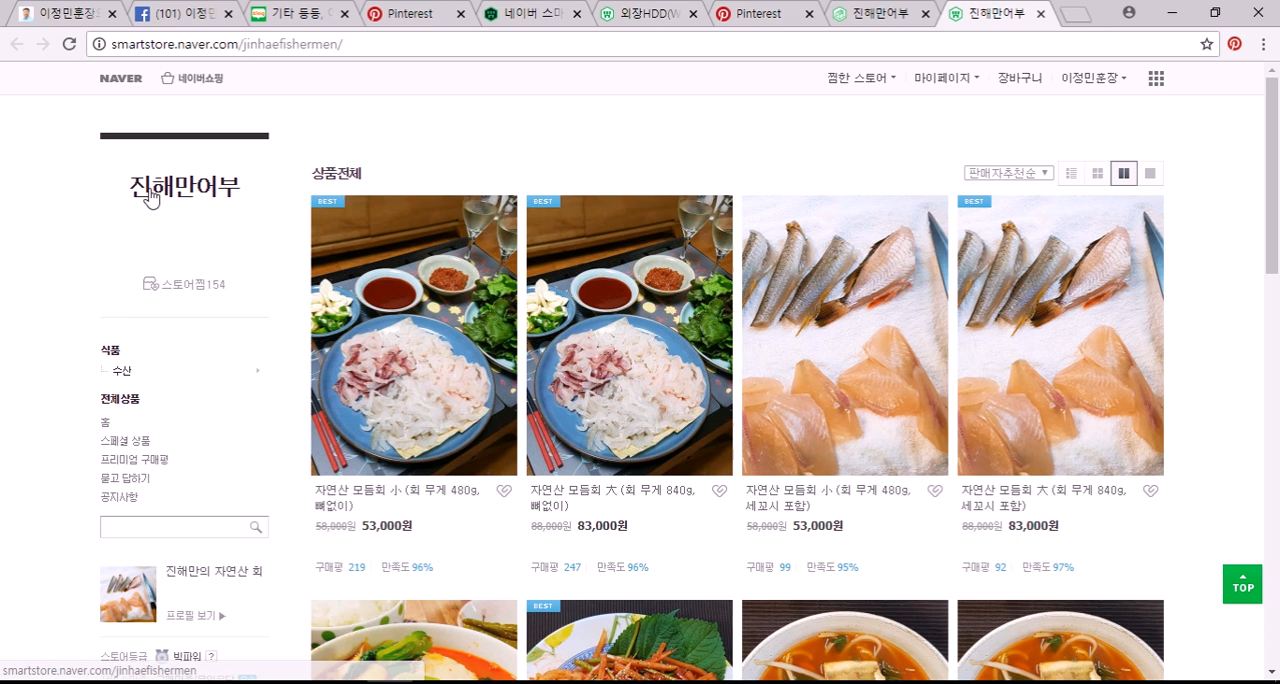 이정민훈장
(101) 이정민
기타 등등,
Pinterest
네이버 스마
외장HDD(W
Pinterest
진해만어부
진해만어부
smartstore.naver.com/jinhaefishermen/
NAVER 네이버쇼핑
찜한 스토어 마이페이지 장바구니 이정민훈장
진해만어부
스토어찜154
식품
수산
전체상품
홈
스페셜 상품
프리미엄 구매평
묻고 답하기
공지사항
진해만의 자연산 회
프로필 보기
스토어등급 빅파워 ?
상품전체
판매자추천순
BEST
자연산 모듬회 小 (회 무게 480g, 뼈없이)
58,000원 53,000원
구매평 219 만족도 96%
BEST
자연산 모듬회 大 (회 무게 840g, 뼈없이)
88,000원 83,000원
구매평 247 만족도 96%
자연산 모듬회 小 (회 무게 480g, 세꼬시 포함)
58,000원 53,000원
구매평 99 만족도 95%
BEST
자연산 모듬회 大 (회 무게 840g, 세꼬시 포함)
88,000원 83,000원
구매평 92 만족도 97%
BEST
TOP
smartstore.naver.com/jinhaefishermen